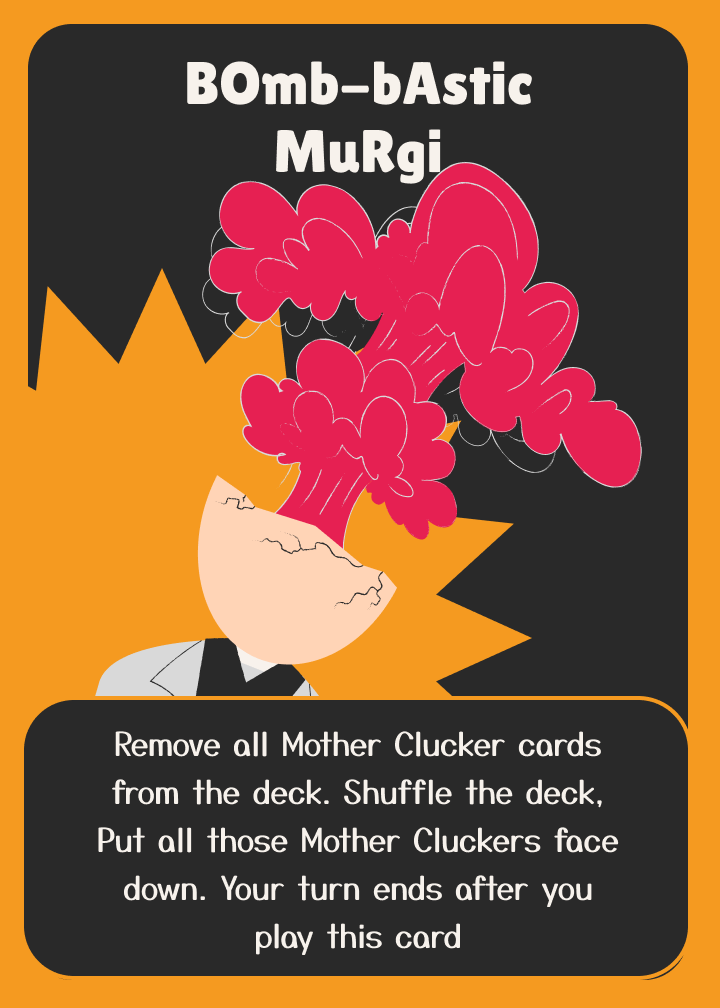 BOmb-bAstic
MuRgi
Remove all Mother Clucker cards
from the deck. Shuffle the deck,
Put all those Mother Cluckers face
down. Your turn ends after you
play this card